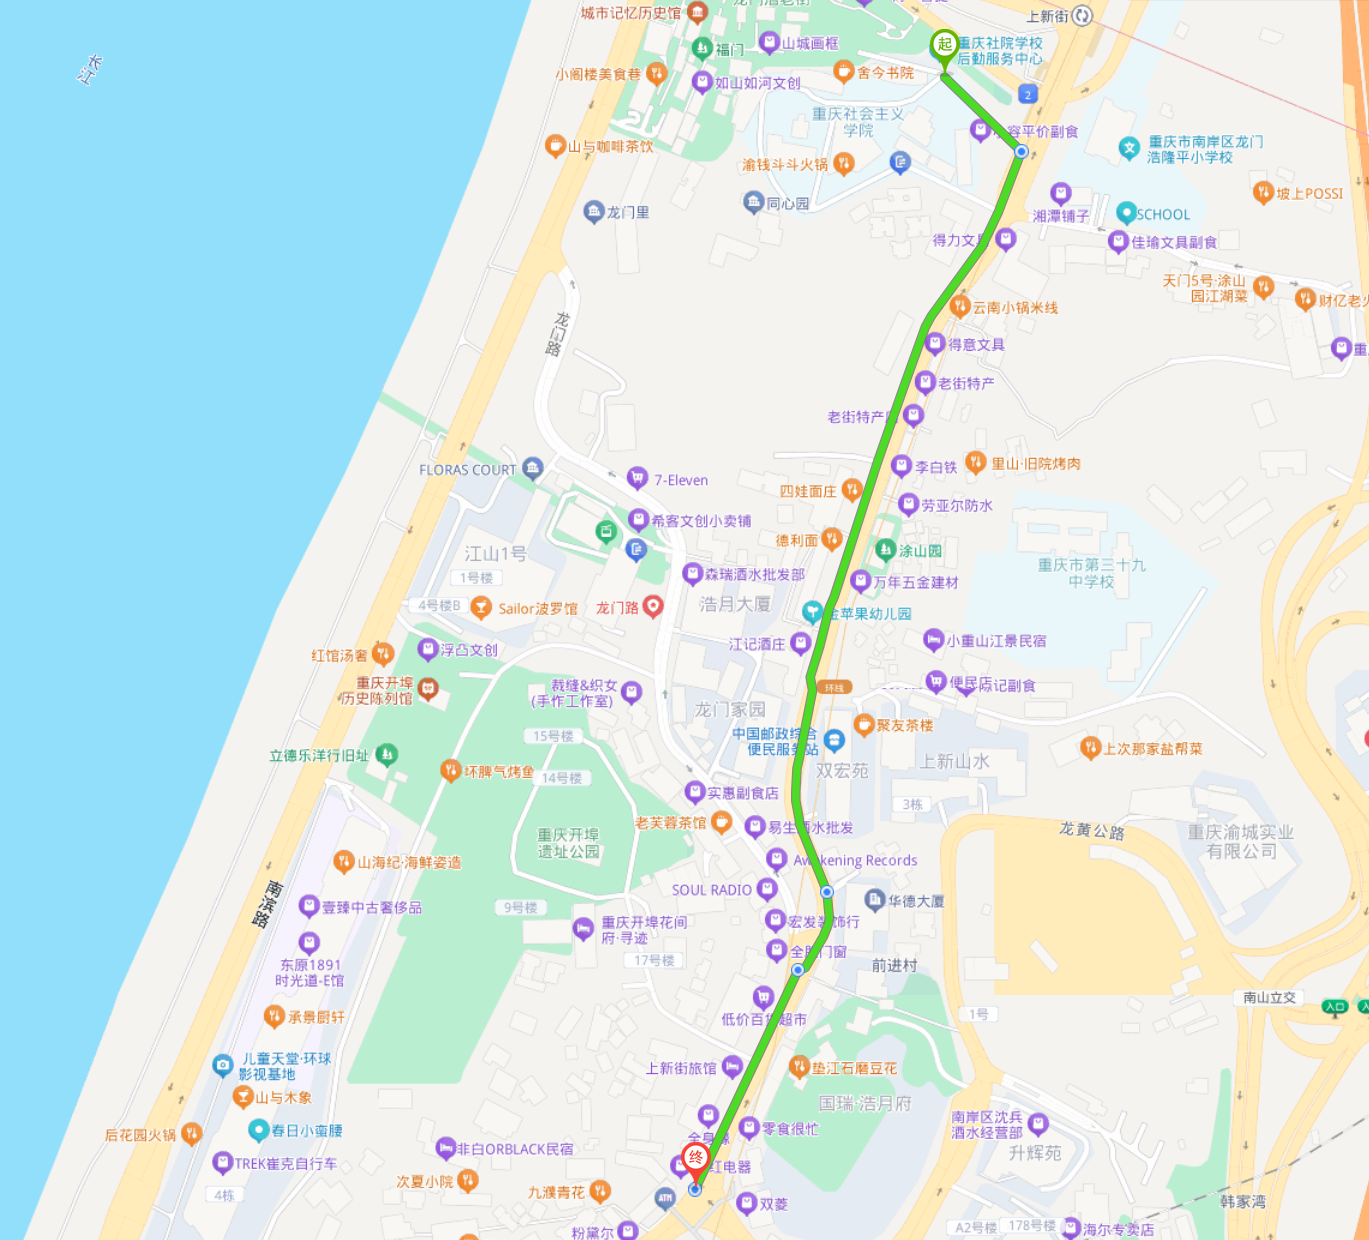 城市记忆历史馆
上新街
长江
福门
山城画框
起
重庆社院学校
后勤服务中心
小阁楼美食巷
如山如河文创
舍今书院
2
重庆社会主义
学院
容平价副食
重庆市南岸区龙门
浩隆平小学校
山与咖啡茶饮
渝钱斗斗火锅
坡上POSSI
龙门里
同心园
湘潭铺子
SCHOOL
得力文具
佳瑜文具副食
天门5号·涂山
园江湖菜
财亿老火
云南小锅米线
龙门路
得意文具
重
老街特产
老街特产
FLORAS COURT
7-Eleven
李白铁
里山·旧院烤肉
四娃面庄
劳亚尔防水
希客文创小卖铺
德利面
涂山园
江山1号
重庆市第三十九
中学校
1号楼
森瑞酒水批发部
万年五金建材
4号楼B
Sailor波罗馆
龙门路
浩月大厦
金苹果幼儿园
江记酒庄
小重山江景民宿
红馆汤奢
浮凸文创
重庆开埠
历史陈列馆
裁缝&织女
(手作工作室)
环线
便民店
陈记副食
龙门家园
15号楼
中国邮政综合
便民服务站
聚友茶楼
立德乐洋行旧址
坏脾气烤鱼
14号楼
双宏苑
上新山水
上次那家盐帮菜
实惠副食店
3栋
老芙蓉茶馆
易生酒水批发
重庆开埠
遗址公园
龙黄公路
重庆渝城实业
有限公司
山海纪·海鲜姿造
Awakening Records
SOUL RADIO
南滨路
壹臻中古奢侈品
9号楼
华德大厦
重庆开埠花间
府·寻迹
宏发装饰行
全胜门窗
东原1891
时光道-E馆
17号楼
前进村
南山立交
入口
入
承景厨轩
低价百货超市
1号
儿童天堂·环球
影视基地
上新街旅馆
垫江石磨豆花
山与木象
国瑞·浩月府
南岸区沈兵
酒水经营部
后花园火锅
春日小蛮腰
零食很忙
全身
升辉苑
非白ORBLACK民宿
终
红电器
TREK崔克自行车
次夏小院
4栋
九濮青花
ATM
双菱
韩家湾
粉黛尔
A2号楼
178号楼
海尔专卖店